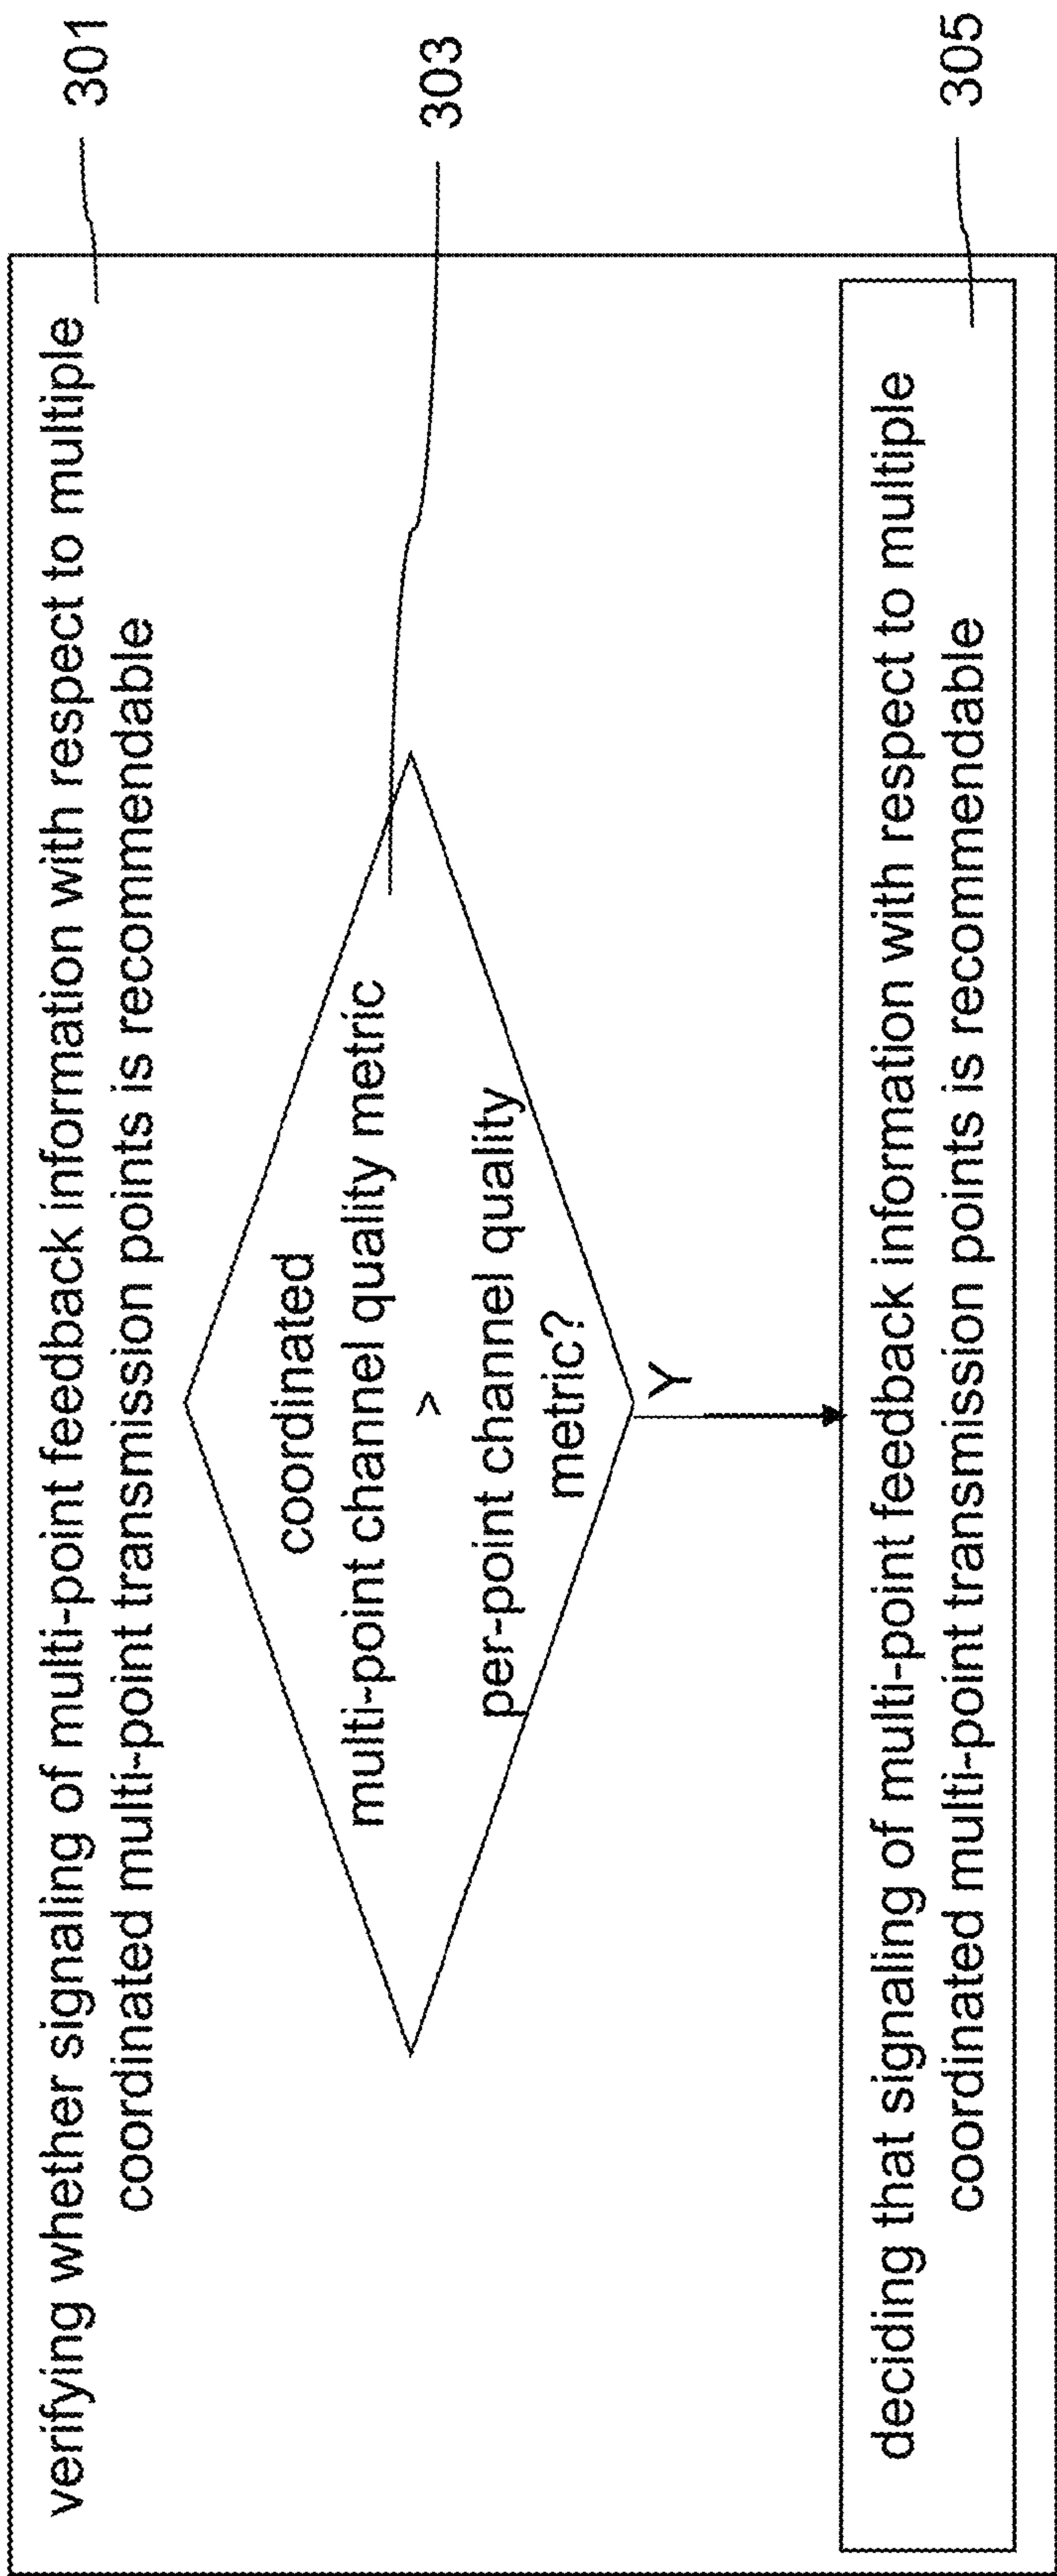 verifying whether signaling of multi-point feedback information with respect to multiple
coordinated multi-point transmission points is recommendable
301
coordinated
multi-point channel quality metric
>
per-point channel quality
metric?
303
Y
deciding that signaling of multi-point feedback information with respect to multiple
coordinated multi-point transmission points is recommendable
305